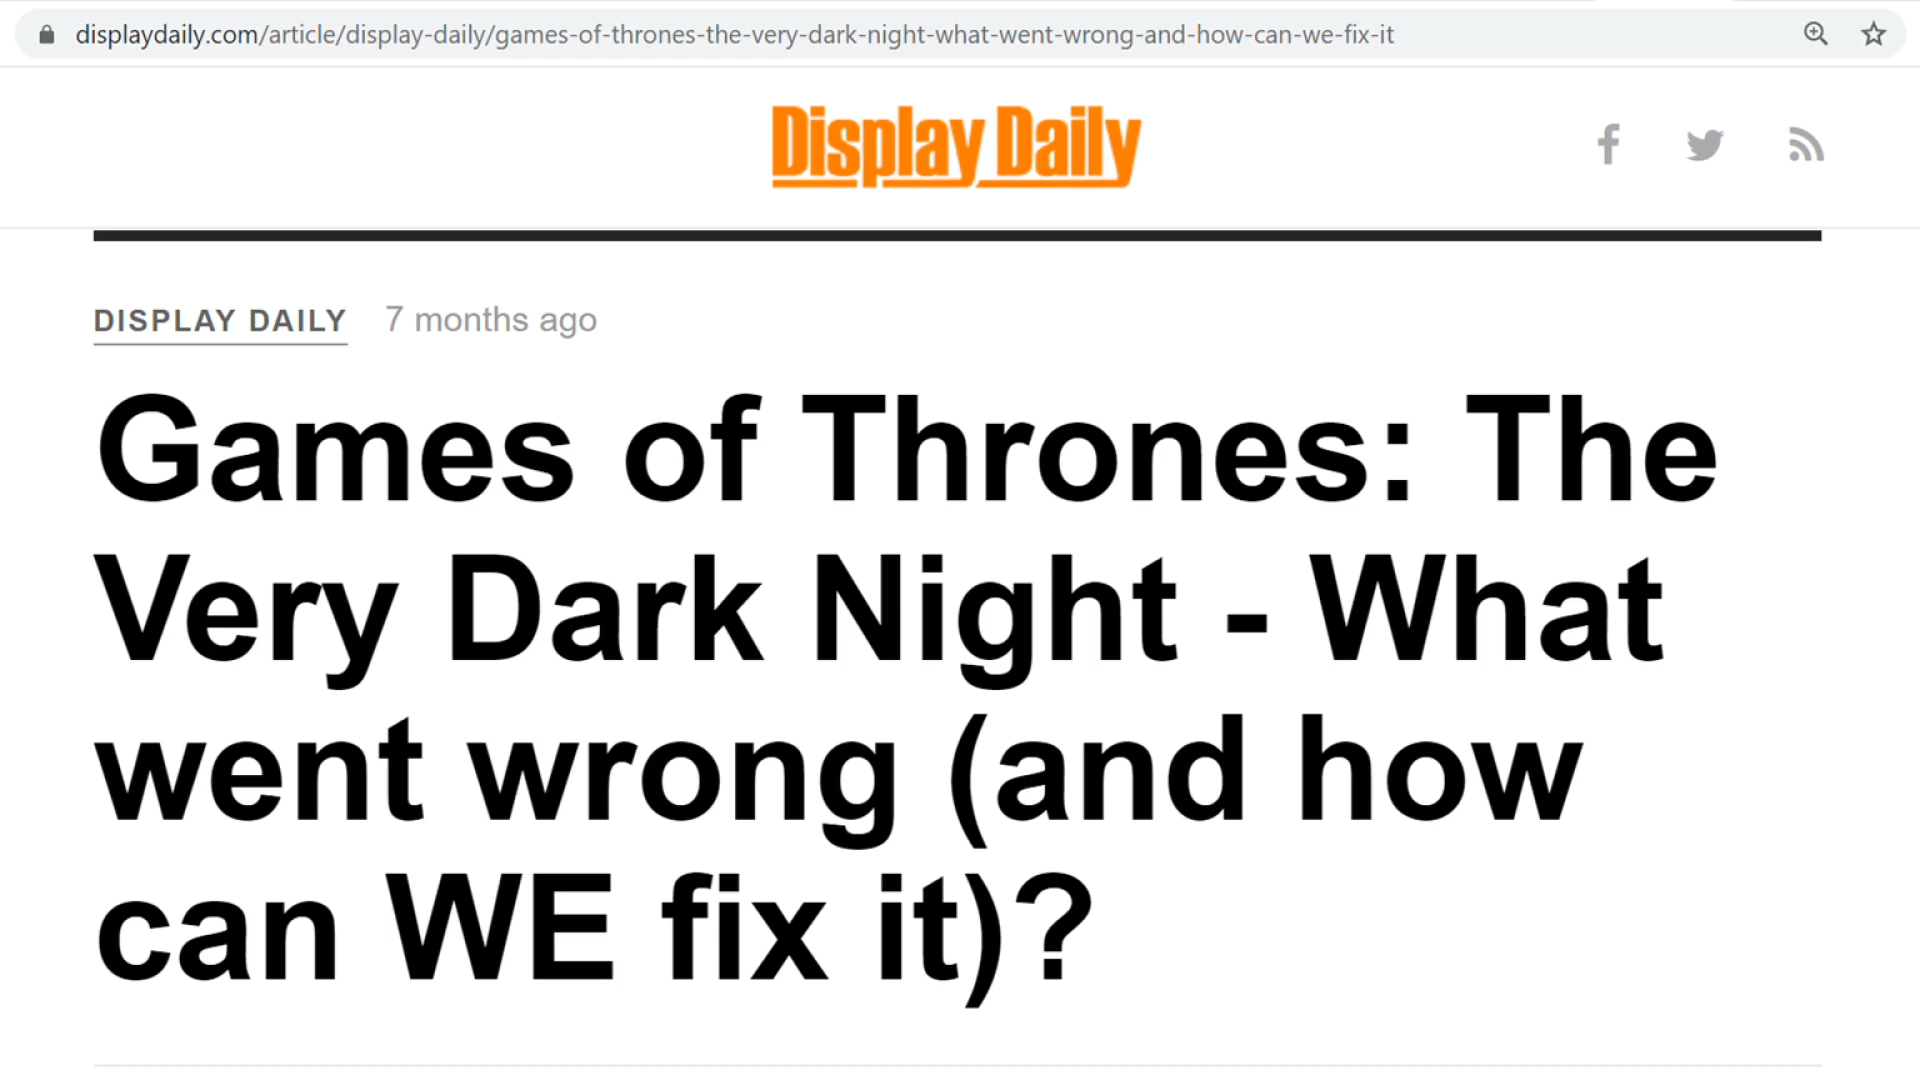 displaydaily.com/article/display-daily/games-of-thrones-the-very-dark-night-what-went-wrong-and-how-can-we-fix-it
Display Daily
DISPLAY DAILY 7 months ago
Games of Thrones: The
Very Dark Night - What
went wrong (and how
can WE fix it)?